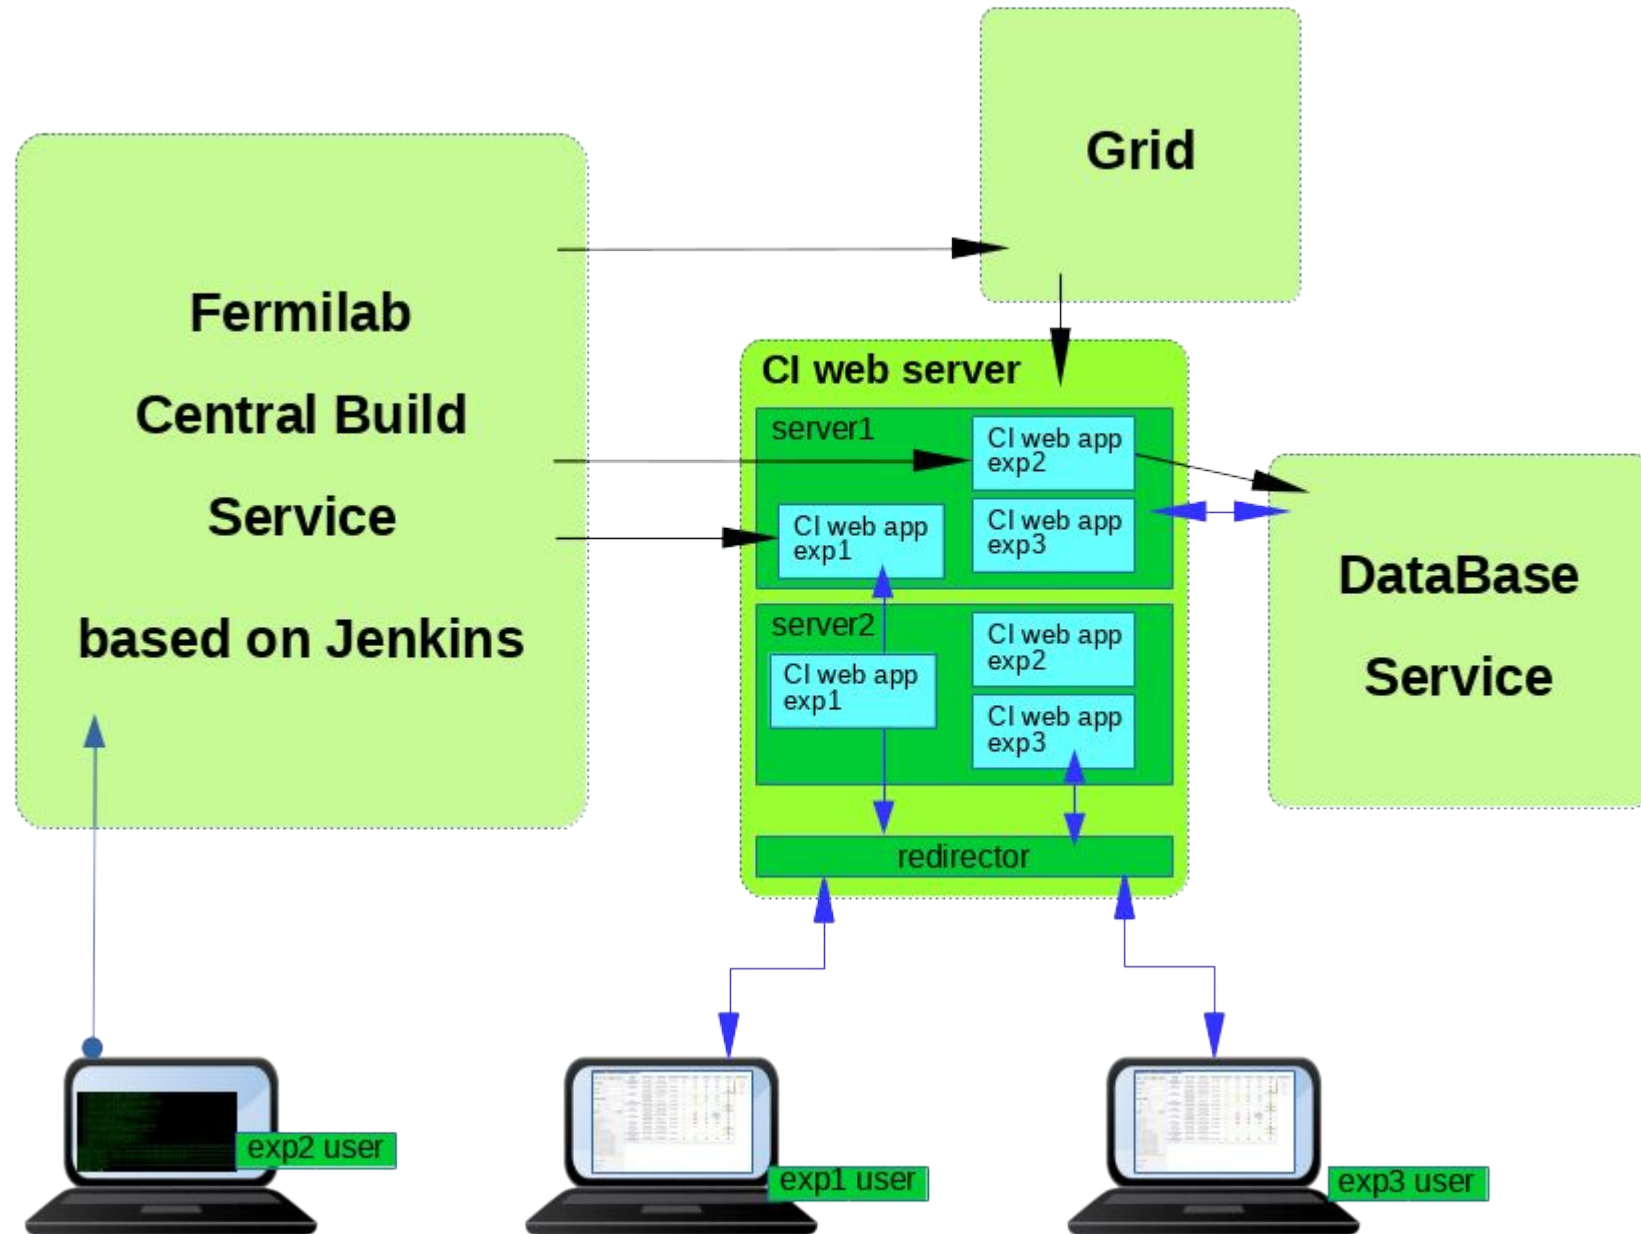 Grid
Fermilab
Central Build
Service
based on Jenkins
CI web server
server1
CI web app
exp2
CI web app
exp1
CI web app
exp3
server2
CI web app
exp2
CI web app
exp1
CI web app
exp3
redirector
DataBase
Service
exp2 user
exp1 user
exp3 user